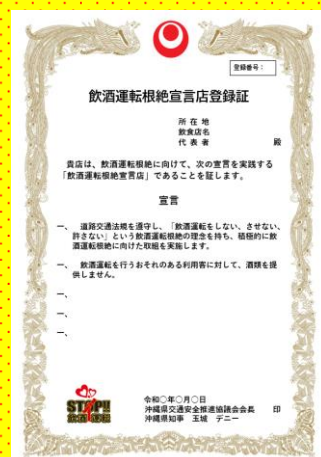 登録番号：
飲酒運転根絶宣言店登録証
所 在 地
飲食店名
代 表 者　　　　　殿
貴店は、飲酒運転根絶に向けて、次の宣言を実践する
「飲酒運転根絶宣言店」であることを証します。
宣言
一、　道路交通法規を遵守し、「飲酒運転をしない、させない、
許さない」という飲酒運転根絶の理念を持ち、積極的に飲
酒運転根絶に向けた取組を実施します。
一、　飲酒運転を行うおそれのある利用客に対して、酒類を提
供しません。
一、
一、
一、
STOP!!
飲酒運転
令和〇年〇月〇日
沖縄県交通安全推進協議会会長　　印
沖縄県知事　玉城　デニー